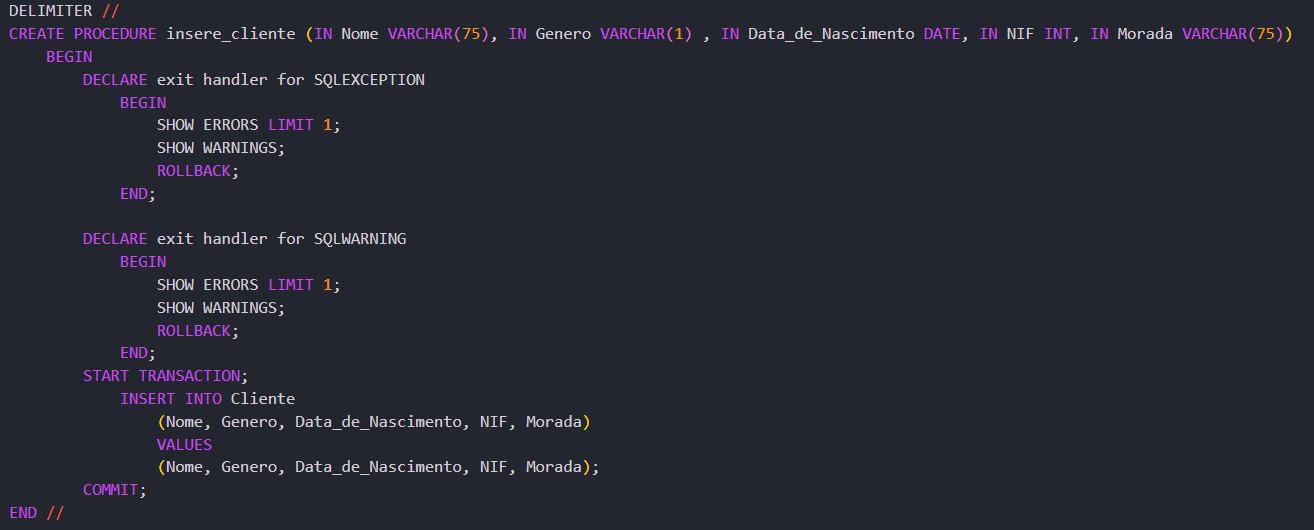 DELIMITER //
CREATE PROCEDURE insere_cliente (IN Nome VARCHAR(75), IN Genero VARCHAR(1) , IN Data_de_Nascimento DATE, IN NIF INT, IN Morada VARCHAR(75))
BEGIN
DECLARE exit handler for SQLEXCEPTION
BEGIN
SHOW ERRORS LIMIT 1;
SHOW WARNINGS;
ROLLBACK;
END;
DECLARE exit handler for SQLWARNING
BEGIN
SHOW ERRORS LIMIT 1;
SHOW WARNINGS;
ROLLBACK;
END;
START TRANSACTION;
INSERT INTO Cliente
(Nome, Genero, Data_de_Nascimento, NIF, Morada)
VALUES
(Nome, Genero, Data_de_Nascimento, NIF, Morada);
COMMIT;
END //